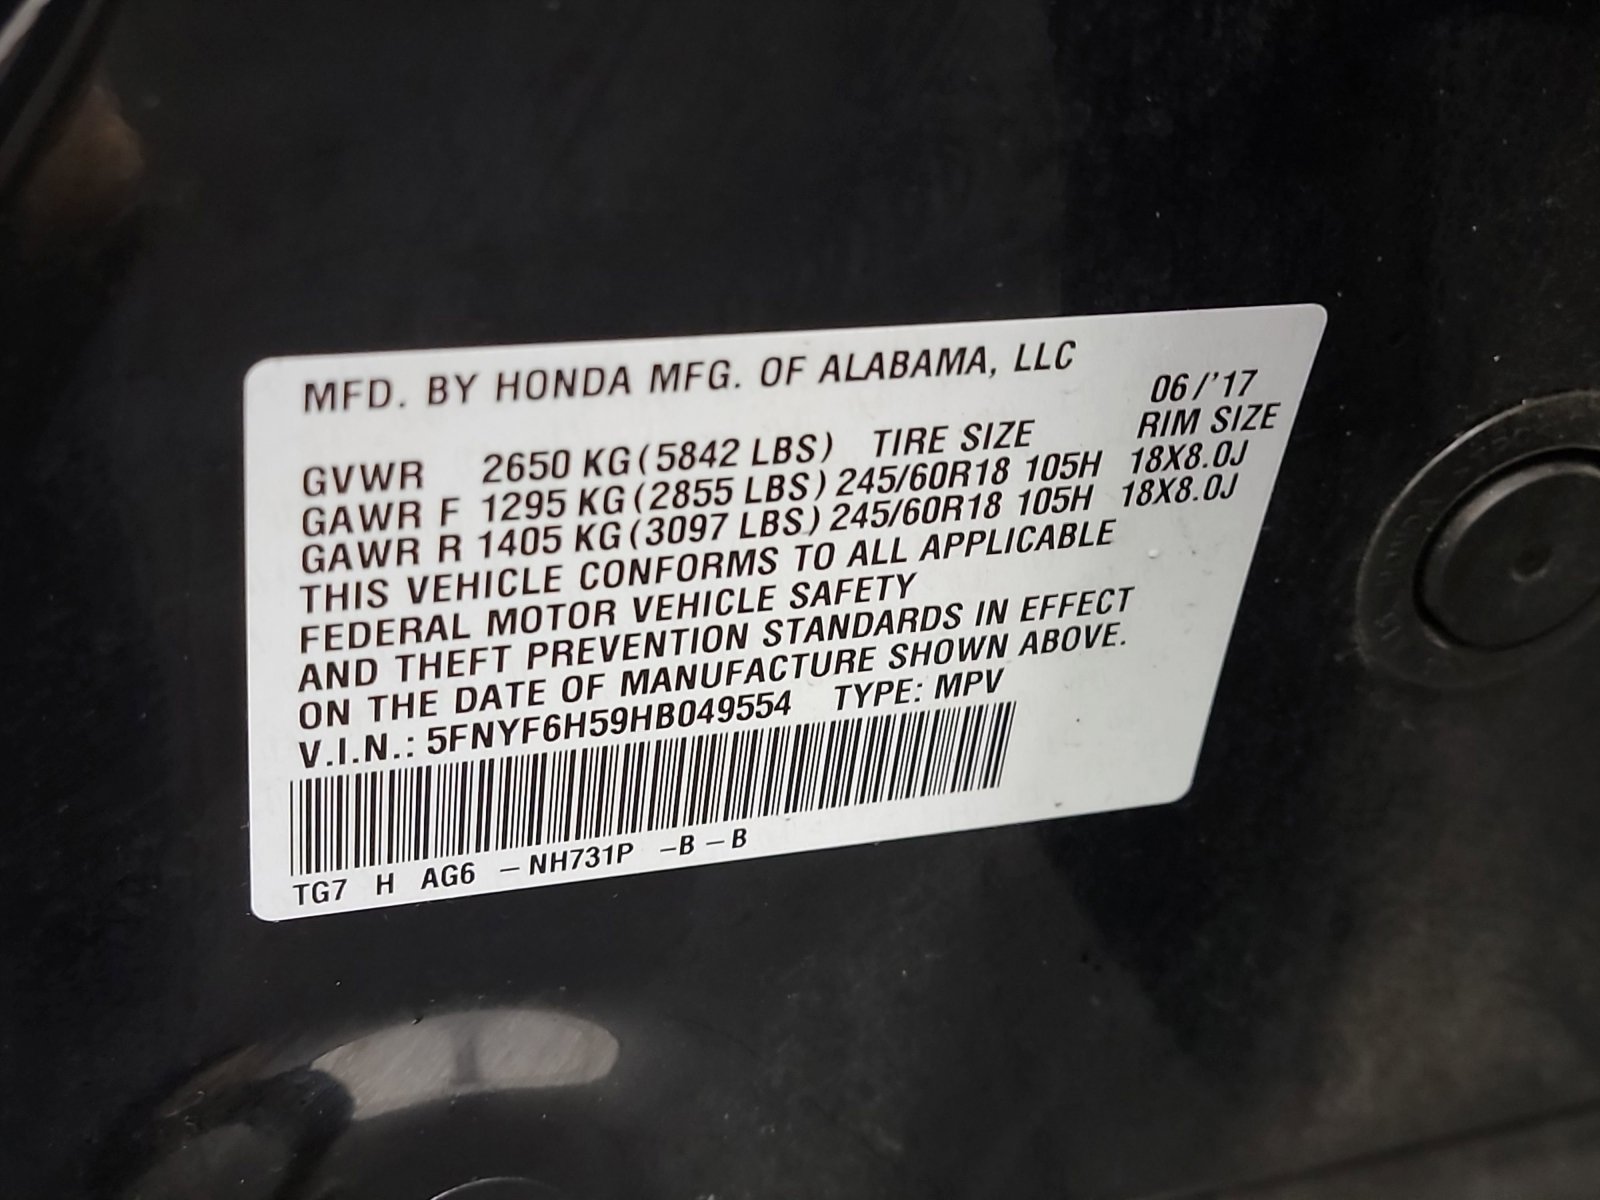 MFD. BY HONDA MFG. OF ALABAMA, LLC
06/'17
GVWR 2650 KG (5842 LBS) TIRE SIZE RIM SIZE
GAWR F 1295 KG (2855 LBS) 245/60R18 105H 18X8.0J
GAWR R 1405 KG (3097 LBS) 245/60R18 105H 18X8.0J
THIS VEHICLE CONFORMS TO ALL APPLICABLE
FEDERAL MOTOR VEHICLE SAFETY
AND THEFT PREVENTION STANDARDS IN EFFECT
ON THE DATE OF MANUFACTURE SHOWN ABOVE.
V.I.N.: 5FNYF6H59HB049554 TYPE: MPV
TG7 H AG6 – NH731P –B – B